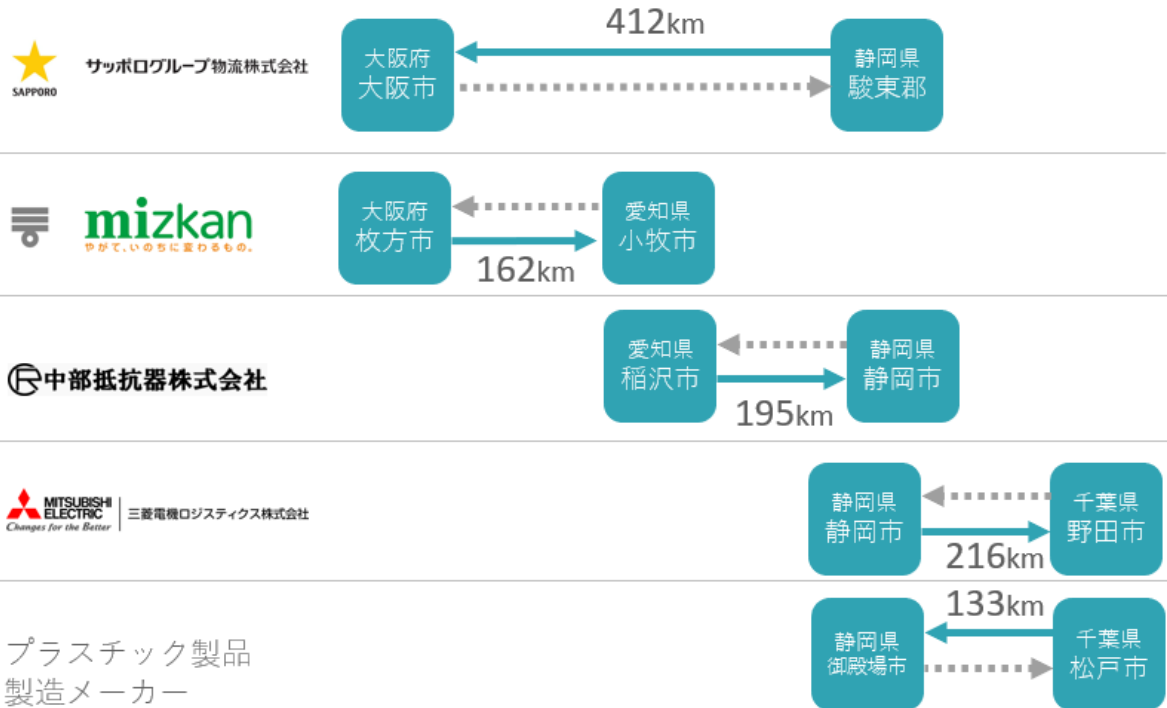 412km
SAPPORO
サッポログループ物流株式会社
大阪府
大阪市
静岡県
駿東郡
mizkan
やがて、いのちに変わるもの。
大阪府
枚方市
愛知県
小牧市
162km
中部抵抗器株式会社
愛知県
稲沢市
静岡県
静岡市
195km
MITSUBISHI
ELECTRIC
Changes for the Better
三菱電機ロジスティクス株式会社
静岡県
静岡市
千葉県
野田市
216km
133km
プラスチック製品
製造メーカー
静岡県
御殿場市
千葉県
松戸市